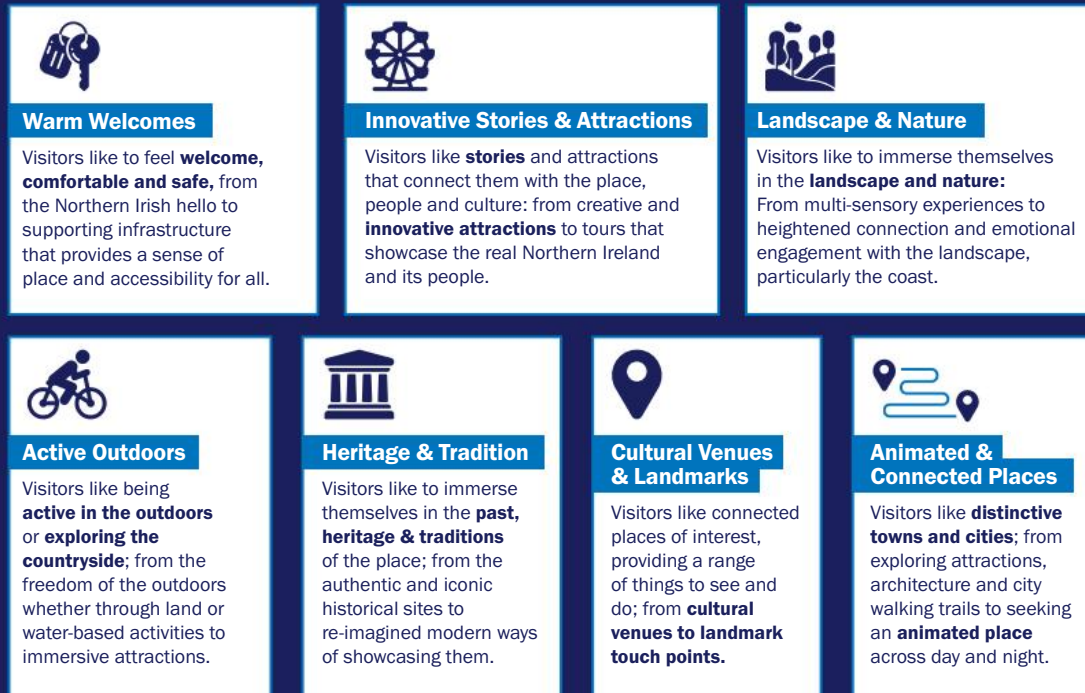 Warm Welcomes
Visitors like to feel welcome,
comfortable and safe, from
the Northern Irish hello to
supporting infrastructure
that provides a sense of
place and accessibility for all.
Innovative Stories & Attractions
Visitors like stories and attractions
that connect them with the place,
people and culture: from creative and
innovative attractions to tours that
showcase the real Northern Ireland
and its people.
Landscape & Nature
Visitors like to immerse themselves
in the landscape and nature:
From multi-sensory experiences to
heightened connection and emotional
engagement with the landscape,
particularly the coast.
Active Outdoors
Visitors like being
active in the outdoors
or exploring the
countryside; from the
freedom of the outdoors
whether through land or
water-based activities to
immersive attractions.
Heritage & Tradition
Visitors like to immerse
themselves in the past,
heritage & traditions
of the place; from the
authentic and iconic
historical sites to
re-imagined modern ways
of showcasing them.
Cultural Venues
& Landmarks
Visitors like connected
places of interest,
providing a range
of things to see and
do; from cultural
venues to landmark
touch points.
Animated &
Connected Places
Visitors like distinctive
towns and cities; from
exploring attractions,
architecture and city
walking trails to seeking
an animated place
across day and night.